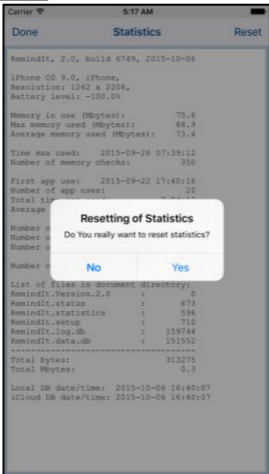 Carrier 5:17 AM
Done Statistics Reset
RemindIt, 2.0, build 6749, 2015-10-06
iPhone OS 9.0, iPhone,
Resolution: 1242 x 2208,
Battery level: -100.0%
Memory in use (Mbytes): 75.6
Max memory used (Mbytes): 88.9
Average memory used (Mbytes): 73.4
Time max used: 2015-09-26 07:39:12
Number of memory checks: 350
First app use: 2015-09-22 17:40:16
Number of app uses: 20
Total
Average
Resetting of Statistics
Number
Do You really want to reset statistics?
Number
Number
Number
No Yes
List of files in document directory:
RemindIt.Version.2.0 : 0
RemindIt.status : 673
RemindIt.statistics : 596
RemindIt.setup : 710
RemindIt.log.db : 159744
RemindIt.data.db : 151552
Total bytes: 313275
Total Mbytes: 0.3
Local DB date/time: 2015-10-06 16:40:07
iCloud DB date/time: 2015-10-06 16:40:07